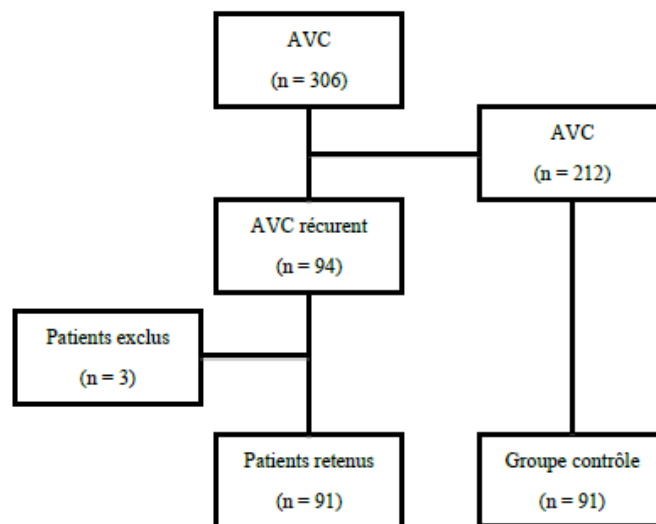 AVC
(n = 306)
AVC
(n = 212)
AVC récurent
(n = 94)
Patients exclus
(n = 3)
Patients retenus
(n = 91)
Groupe contrôle
(n = 91)